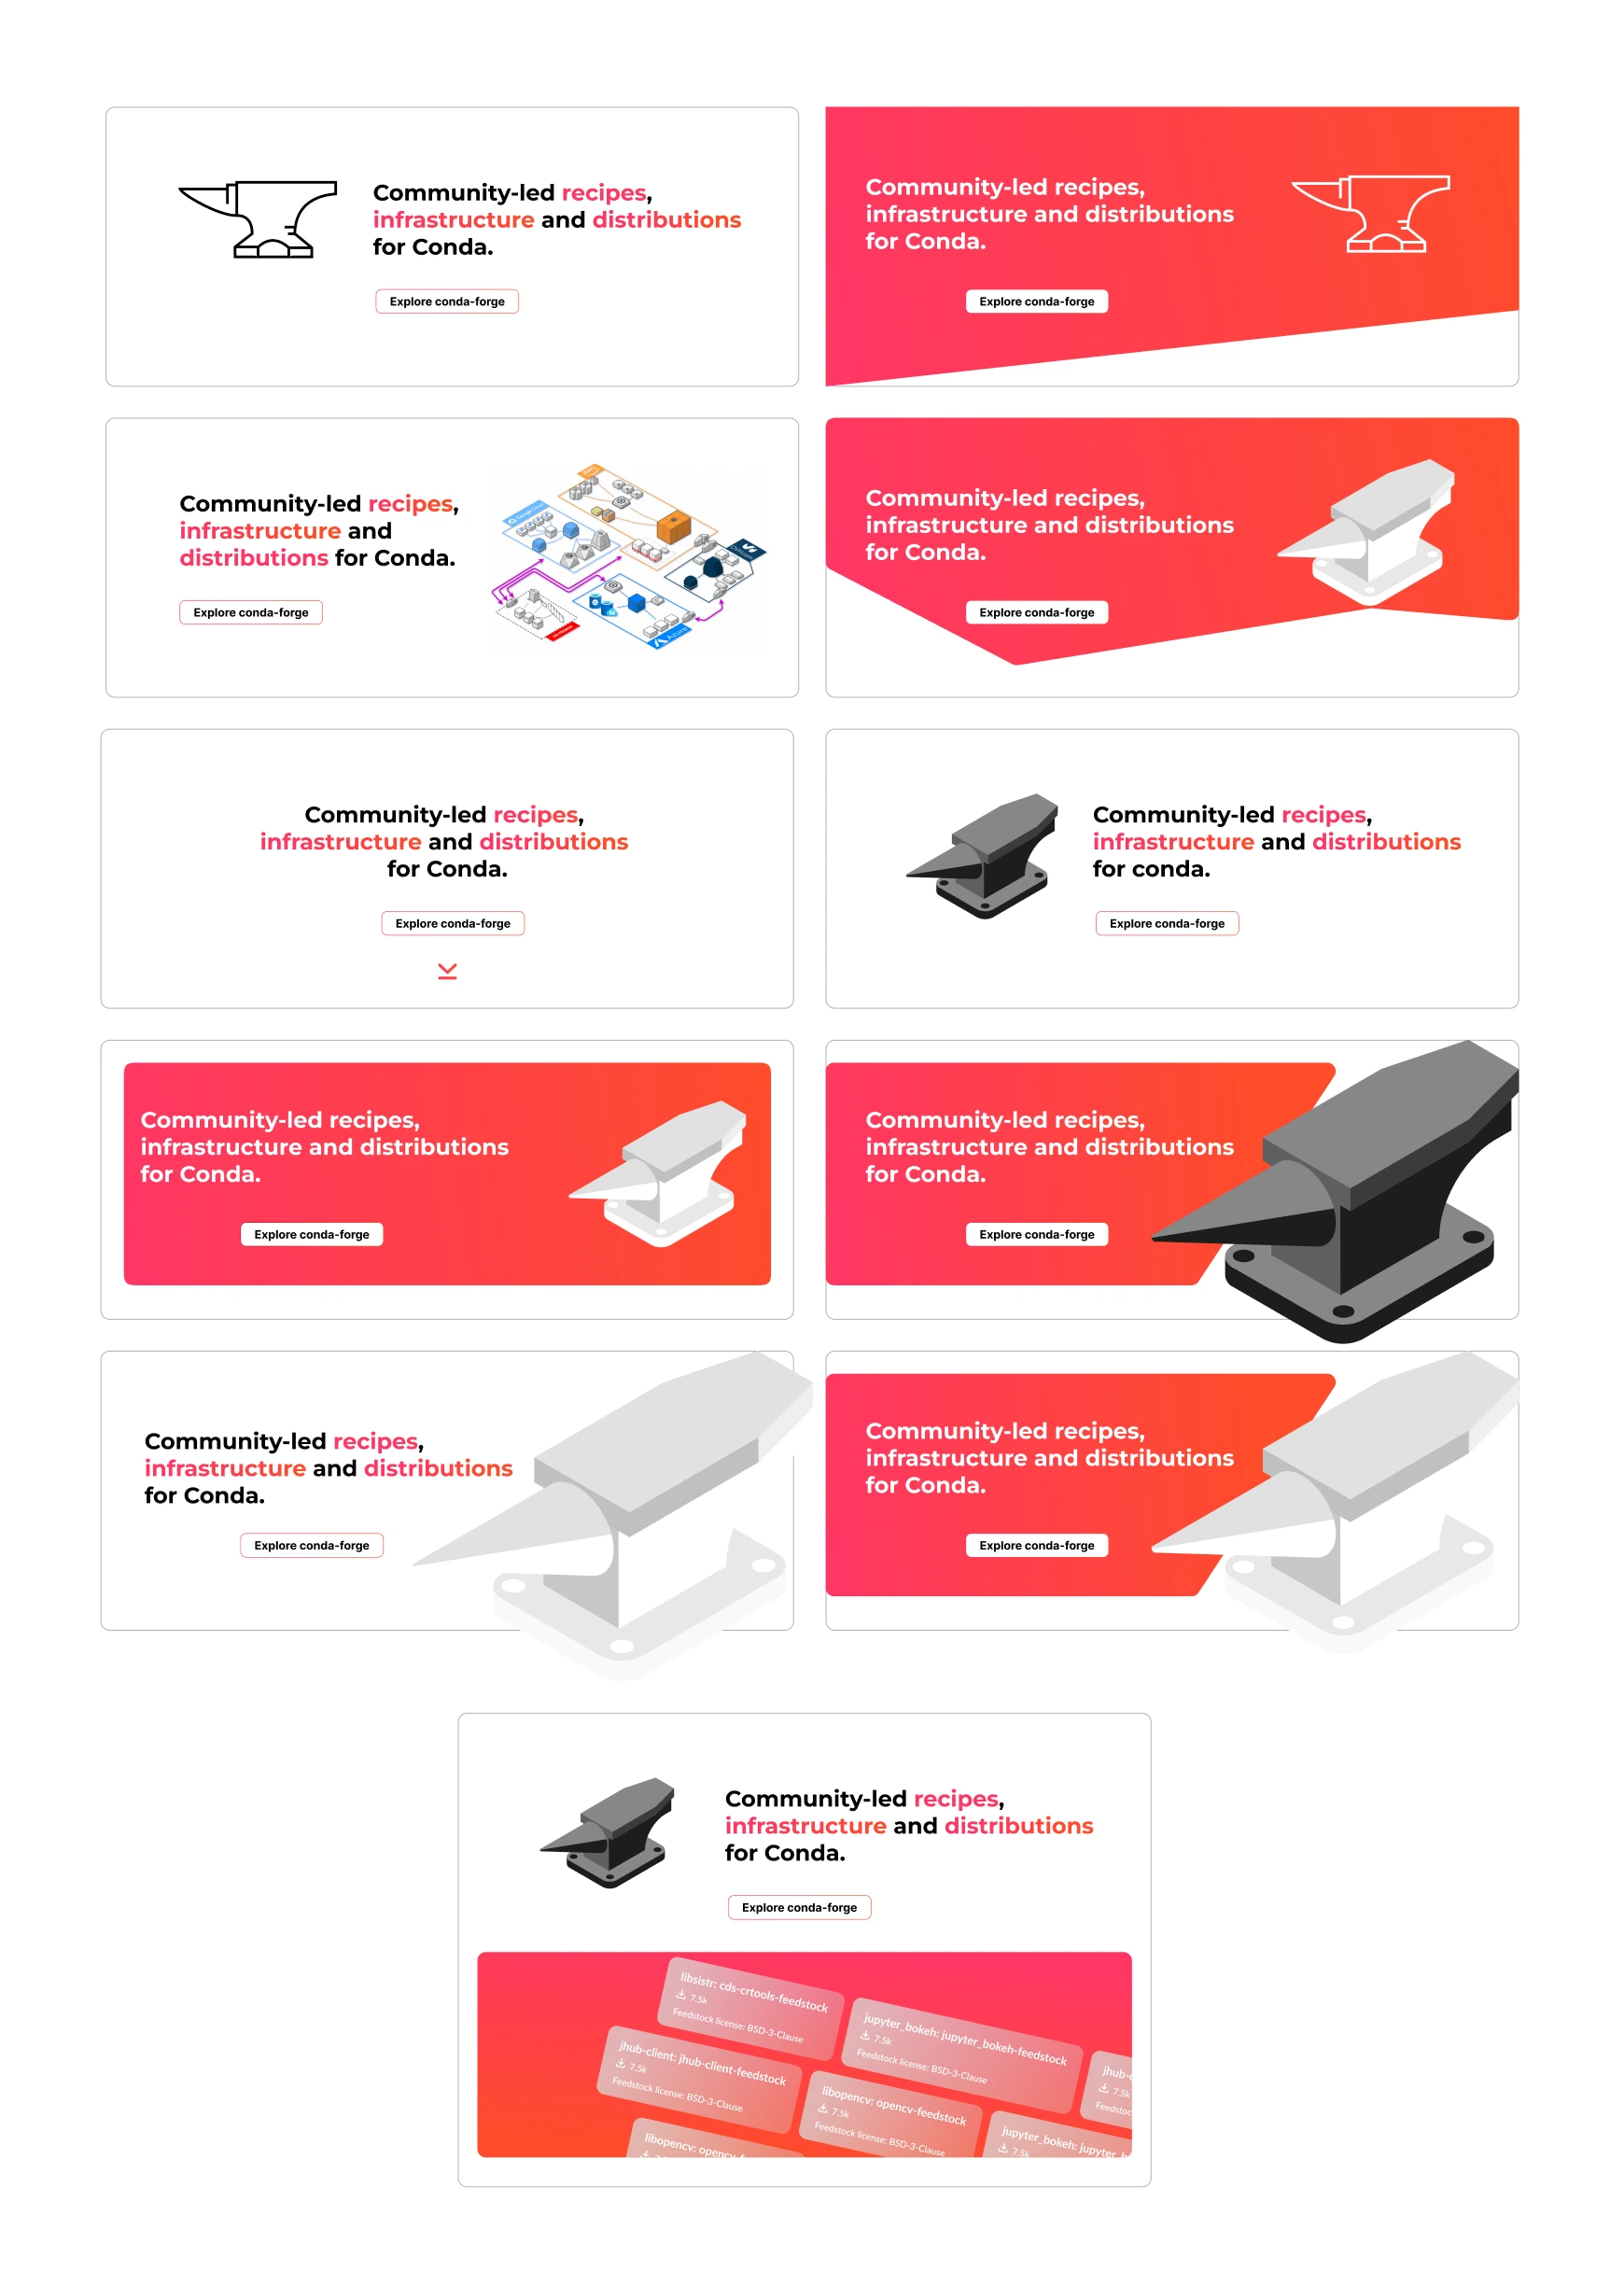 Community-led recipes,
infrastructure and distributions
for Conda.
Explore conda-forge
Community-led recipes,
infrastructure and distributions
for Conda.
Explore conda-forge
Community-led recipes,
infrastructure and
distributions for Conda.
Explore conda-forge
Azure
Community-led recipes,
infrastructure and distributions
for Conda.
Explore conda-forge
Community-led recipes,
infrastructure and distributions
for Conda.
Explore conda-forge
Community-led recipes,
infrastructure and distributions
for conda.
Explore conda-forge
Community-led recipes,
infrastructure and distributions
for Conda.
Explore conda-forge
Community-led recipes,
infrastructure and distributions
for Conda.
Explore conda-forge
Community-led recipes,
infrastructure and distributions
for Conda.
Explore conda-forge
Community-led recipes,
infrastructure and distributions
for Conda.
Explore conda-forge
Community-led recipes,
infrastructure and distributions
for Conda.
Explore conda-forge
libsistr: cds-crtools-feedstock
7.5k
Feedstock license: BSD-3-Clause
jupyter_bokeh: jupyter_bokeh-feedstock
7.5k
Feedstock license: BSD-3-Clause
jhub-
7.5k
Feedstoc
jhub-client: jhub-client-feedstock
7.5k
Feedstock license: BSD-3-Clause
libopencv: opencv-feedstock
7.5k
Feedstock license: BSD-3-Clause
jupyter_bokeh: jupyter_b
7.5k
libopencv: opencv-f